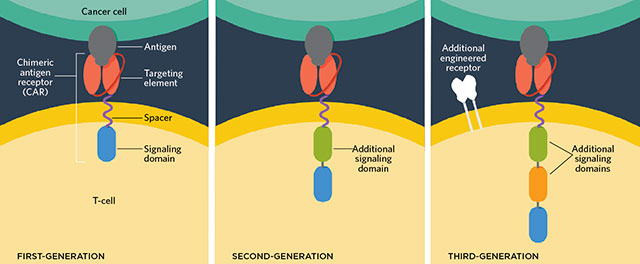 Cancer cell
Antigen
Chimeric
antigen
receptor
(CAR)
Targeting
element
Spacer
Signaling
domain
T-cell
FIRST-GENERATION
Additional
signaling
domain
SECOND-GENERATION
Additional
engineered
receptor
Additional
signaling
domains
THIRD-GENERATION